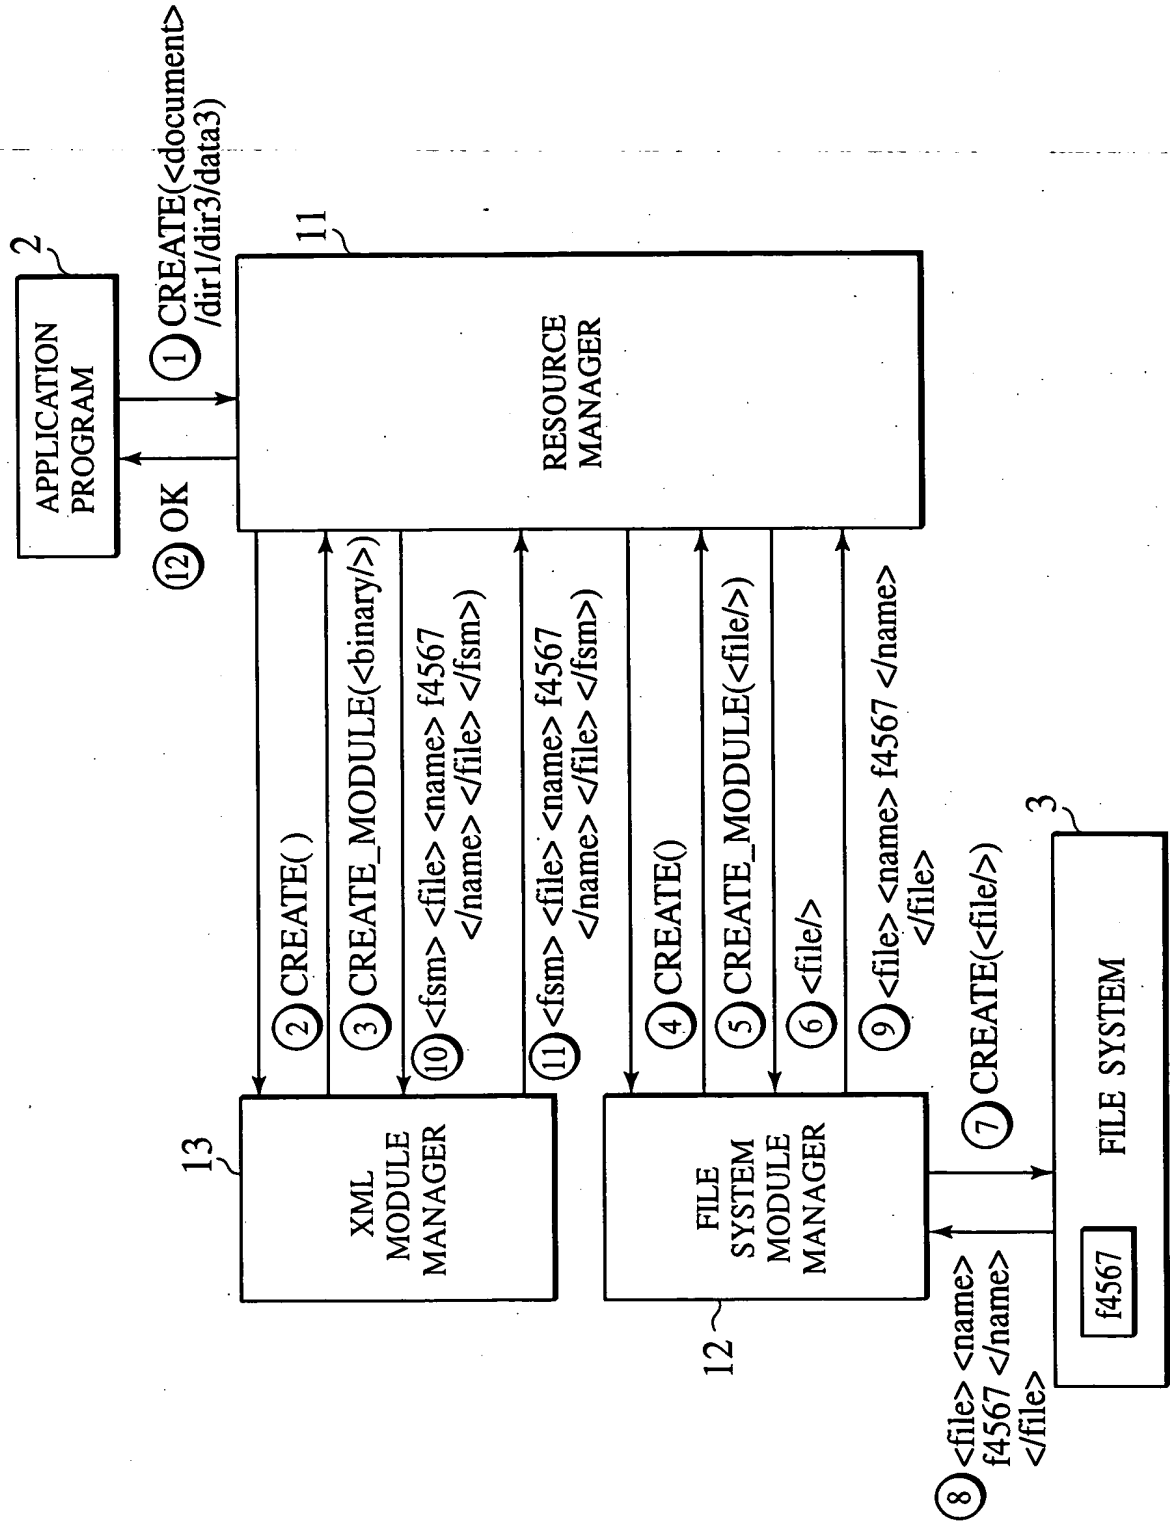 2
APPLICATION
PROGRAM
1 CREATE(<document>
/dir1/dir3/data3)
12 OK
11
RESOURCE
MANAGER
13
XML
MODULE
MANAGER
2 CREATE( )
3 CREATE_MODULE(<binary/>)
10 <fsm> <file> <name> f4567
</name> </file> </fsm>
11 <fsm> <file> <name> f4567
</name> </file> </fsm>
12
FILE
SYSTEM
MODULE
MANAGER
4 CREATE()
5 CREATE_MODULE(<file/>)
6 <file/>
9 <file> <name> f4567 </name>
</file>
7 CREATE(<file/>)
8 <file> <name>
f4567 </name>
</file>
3
FILE SYSTEM
f4567